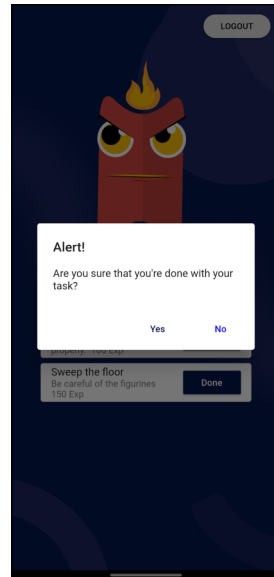 LOGOUT
Alert!
Are you sure that you're done with your
task?
Yes
No
properly. 100 Exp
Sweep the floor
Be careful of the figurines
150 Exp
Done